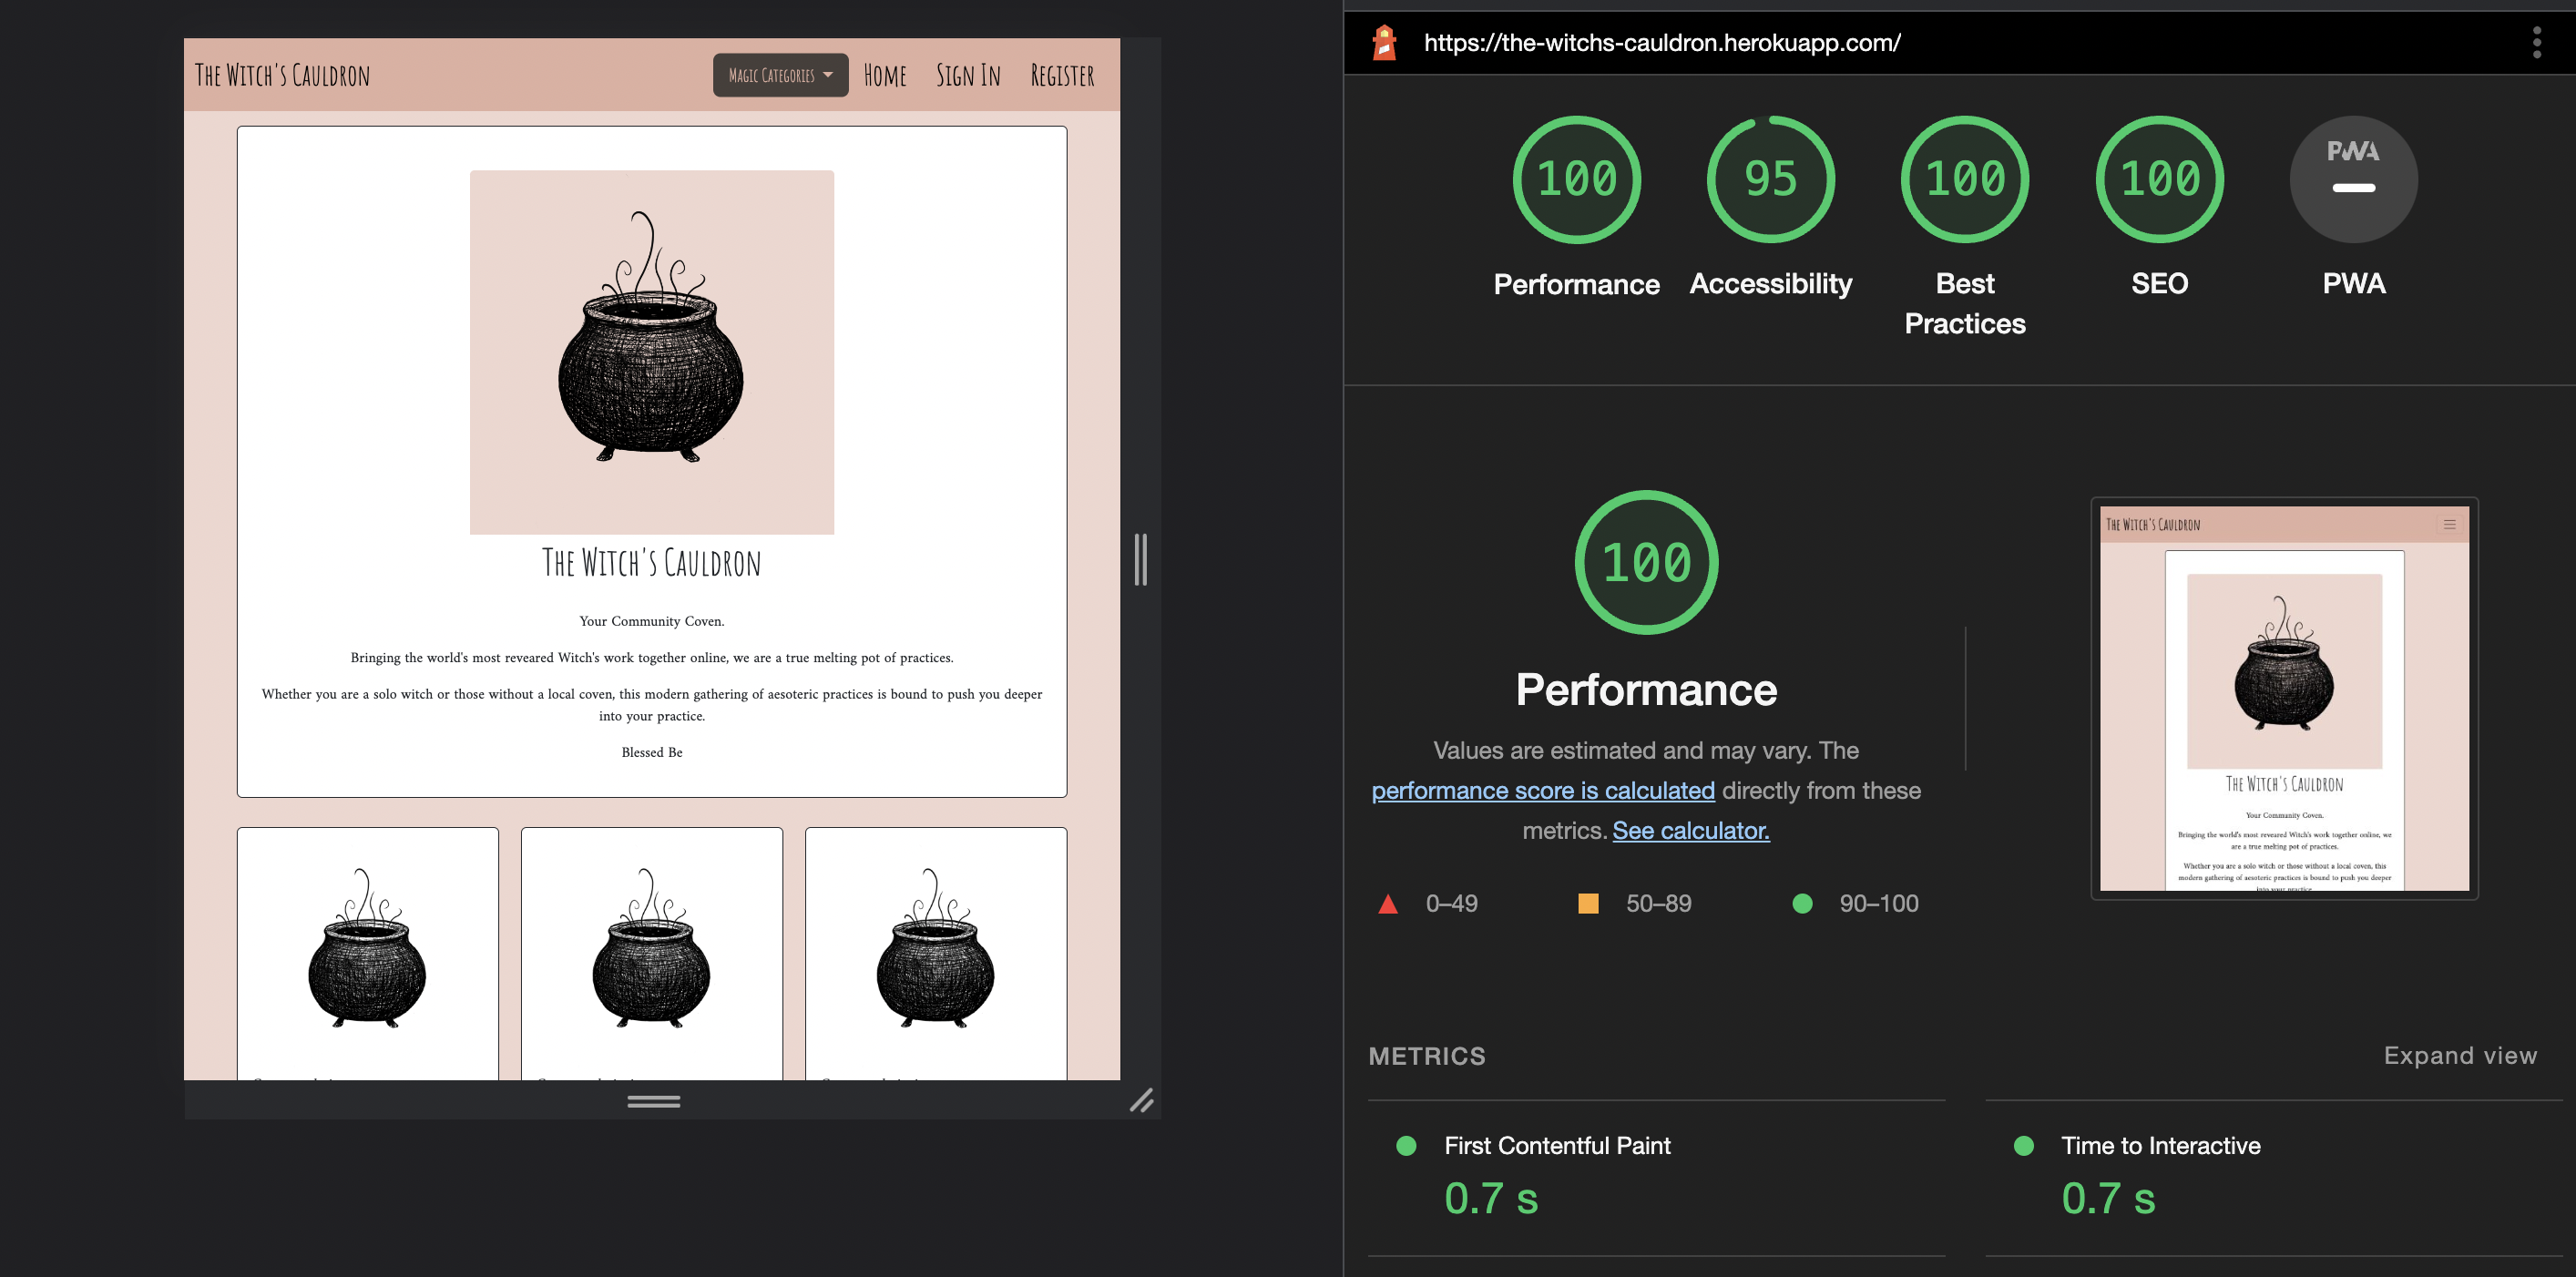 The Witch's Cauldron
Magic Categories
Home
Sign In
Register
The Witch's Cauldron
Your Community Coven.
Bringing the world's most reveared Witch's work together online, we are a true melting pot of practices.
Whether you are a solo witch or those without a local coven, this modern gathering of aesoteric practices is bound to push you deeper
into your practice.
Blessed Be
https://the-witchs-cauldron.herokuapp.com/
100
95
100
100
PWA
Performance
Accessibility
Best
Practices
SEO
PWA
100
Performance
Values are estimated and may vary. The
performance score is calculated directly from these
metrics. See calculator.
0–49
50–89
90–100
The Witch's Cauldron
The Witch's Cauldron
Your Community Coven.
Bringing the world's most reveared Witch's work together online, we
are a true melting pot of practices.
Whether you are a solo witch or those without a local coven, this
modern gathering of aesoteric practices is bound to push you deeper
into your practice.
METRICS
Expand view
First Contentful Paint
0.7 s
Time to Interactive
0.7 s